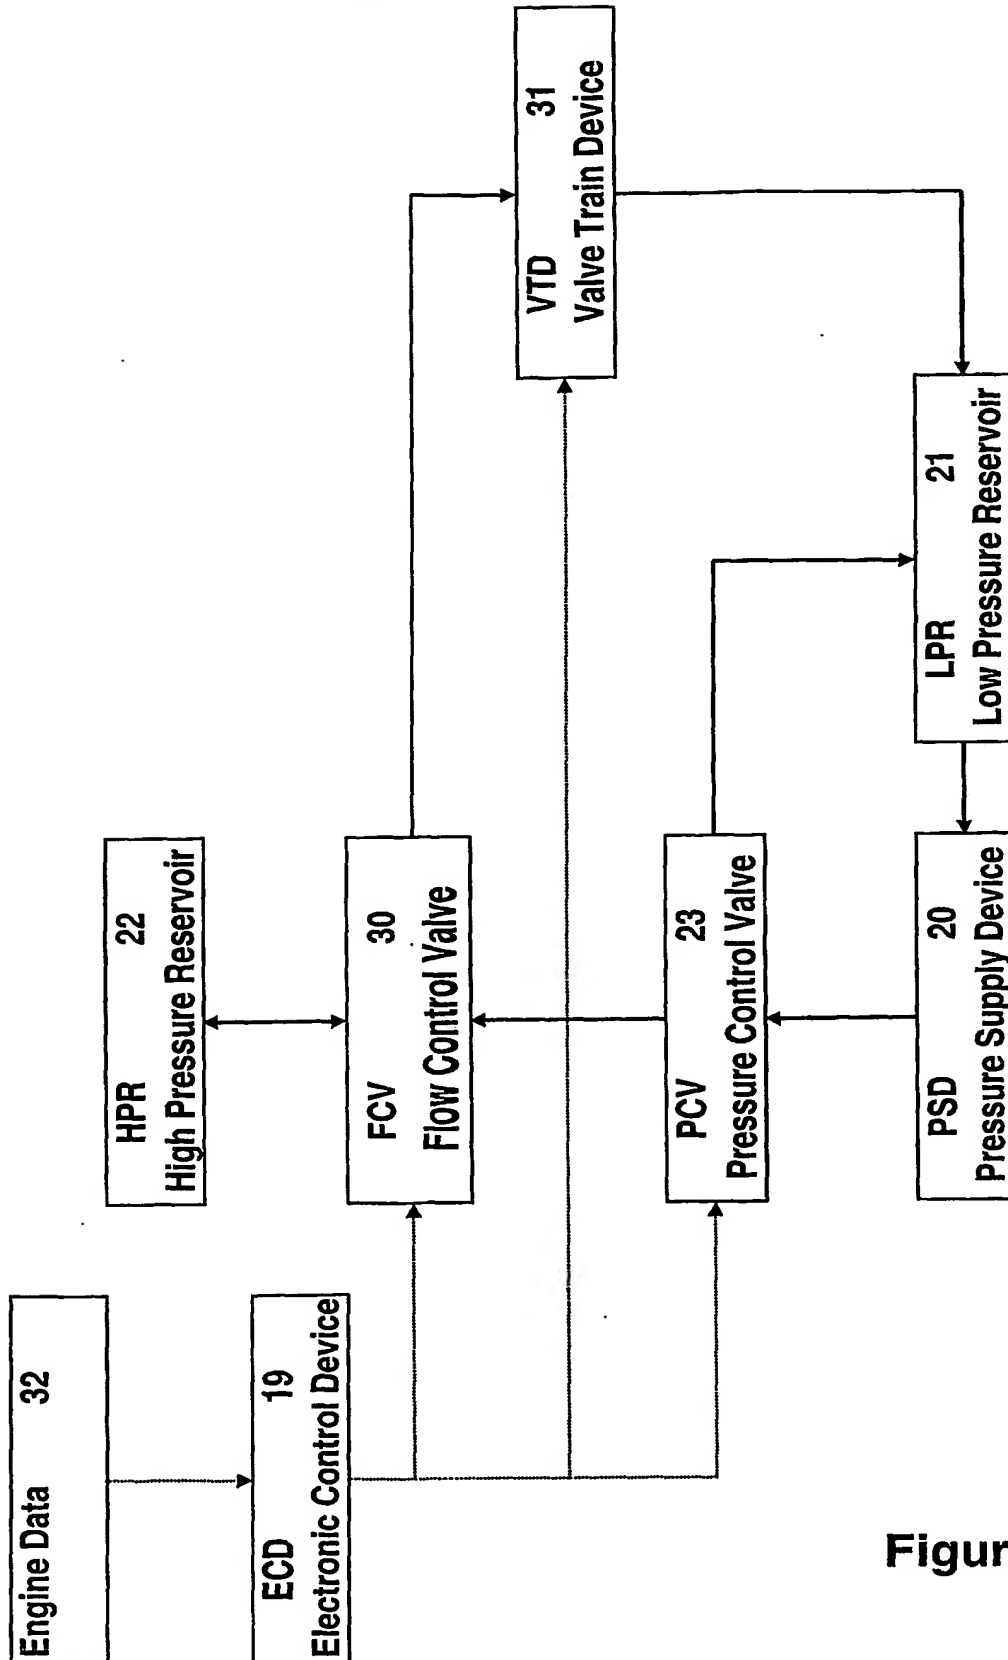 Engine Data 32
ECD 19
Electronic Control Device
HPR 22
High Pressure Reservoir
FCV 30
Flow Control Valve
PCV 23
Pressure Control Valve
PSD 20
Pressure Supply Device
VTD 31
Valve Train Device
LPR 21
Low Pressure Reservoir
Figur